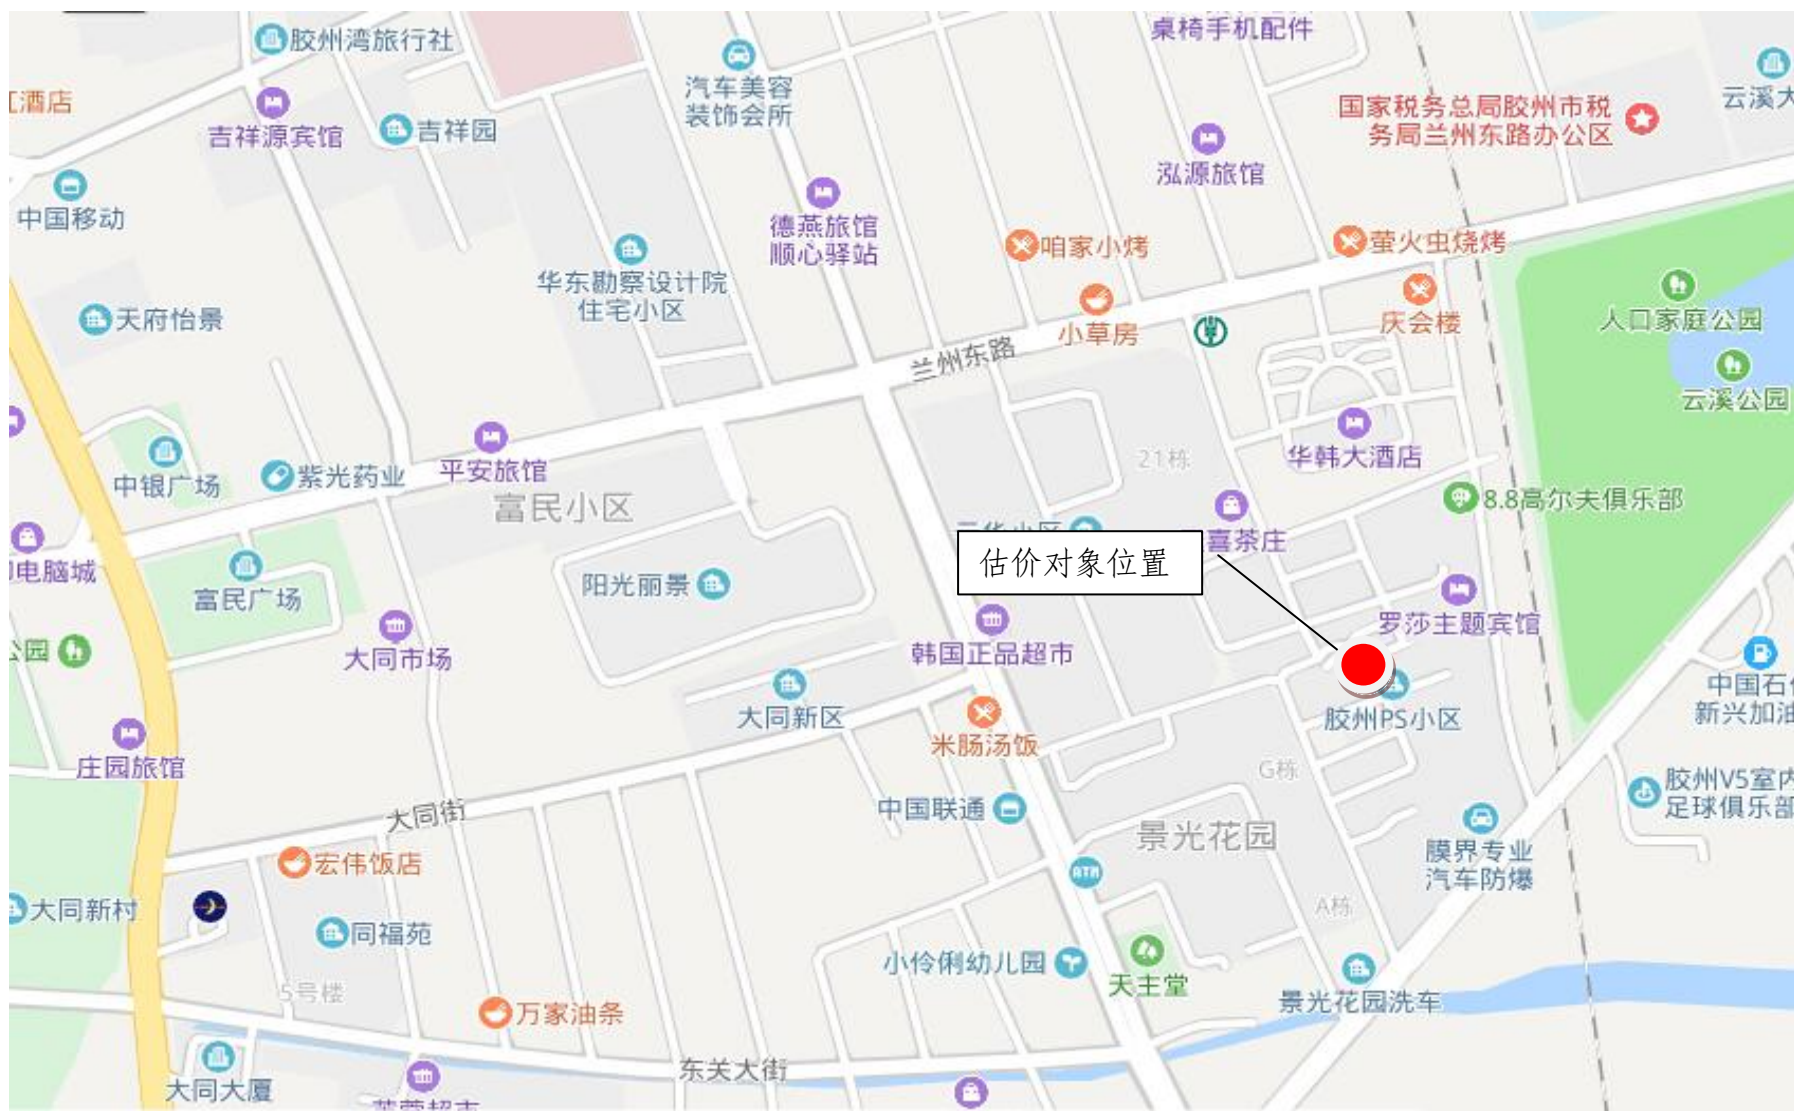 胶州湾旅行社
桌椅手机配件
汽车美容
装饰会所
酒店
吉祥源宾馆
吉祥园
国家税务总局胶州市税
务局兰州东路办公区
云溪大
泓源旅馆
中国移动
德燕旅馆
顺心驿站
咱家小烤
萤火虫烧烤
华东勘察设计院
住宅小区
天府怡景
小草房
庆会楼
人口家庭公园
兰州东路
云溪公园
中银广场
紫光药业
平安旅馆
21栋
华韩大酒店
富民小区
8.8高尔夫俱乐部
喜茶庄
估价对象位置
电脑城
富民广场
阳光丽景
罗莎主题宾馆
公园
大同市场
韩国正品超市
中国石
新兴加油
大同新区
胶州PS小区
米肠汤饭
庄园旅馆
G栋
胶州V5室内
足球俱乐部
大同街
中国联通
景光花园
膜界专业
汽车防爆
宏伟饭店
ATM
大同新村
同福苑
A栋
小伶俐幼儿园
天主堂
5号楼
景光花园洗车
万家油条
东关大街
大同大厦